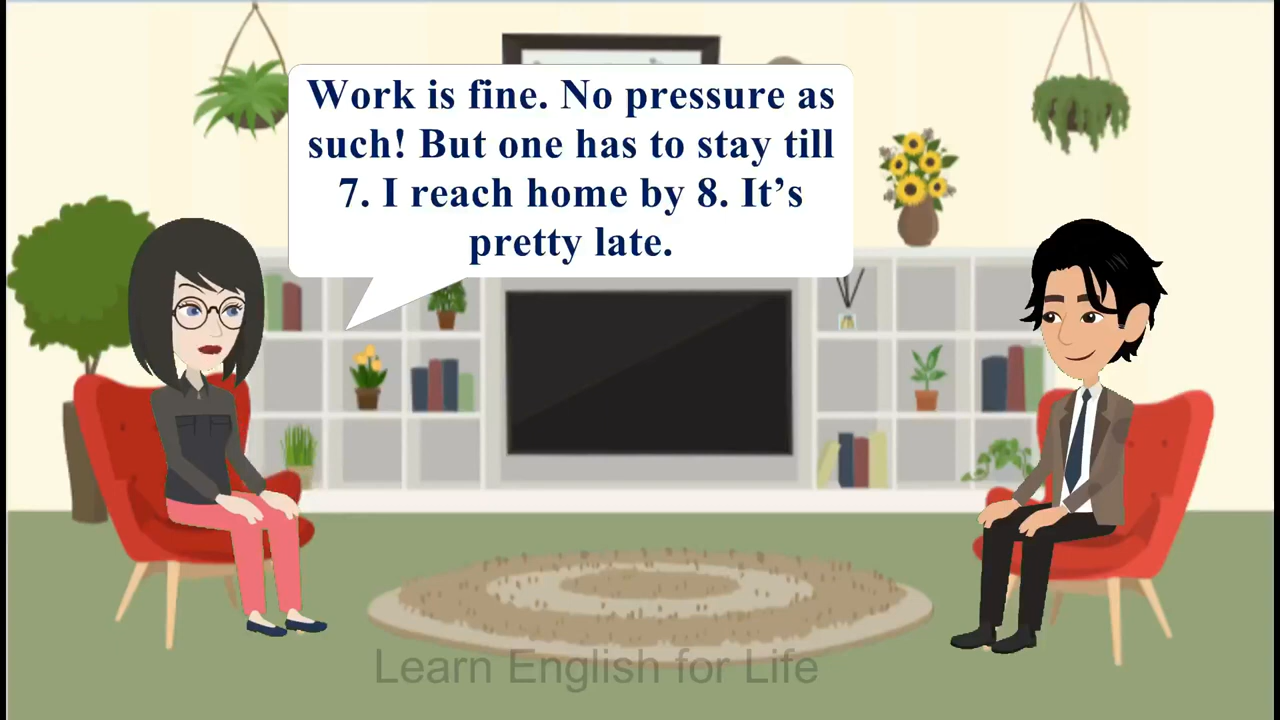 Work is fine. No pressure as
such! But one has to stay till
7. I reach home by 8. It’s
pretty late.
Learn English for Life